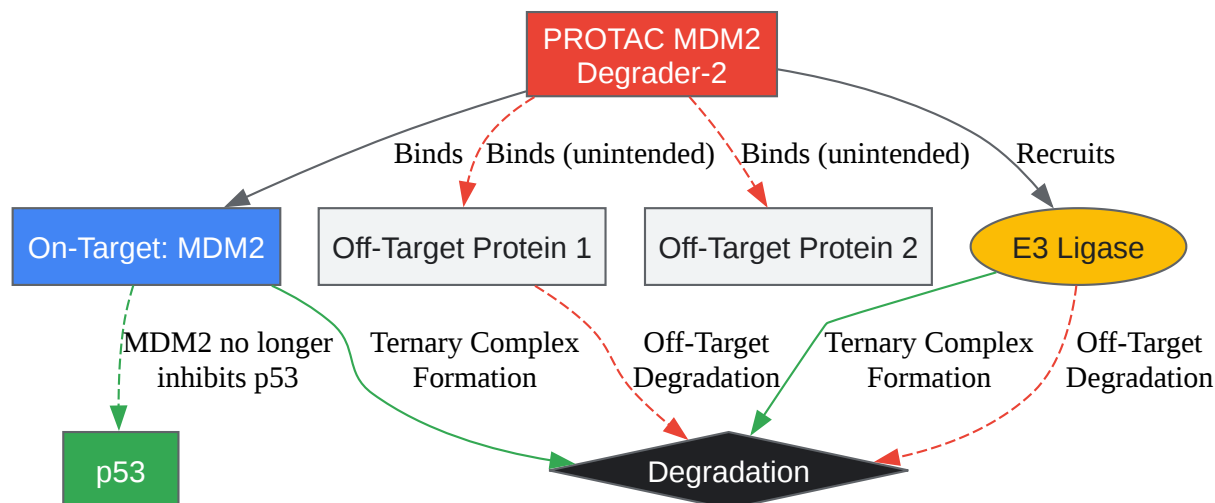 PROTAC MDM2
Degrader-2
Binds
Binds (unintended)
Binds (unintended)
Recruits
On-Target: MDM2
Off-Target Protein 1
Off-Target Protein 2
E3 Ligase
MDM2 no longer
inhibits p53
Ternary Complex
Formation
Off-Target
Degradation
Ternary Complex
Formation
Off-Target
Degradation
p53
Degradation